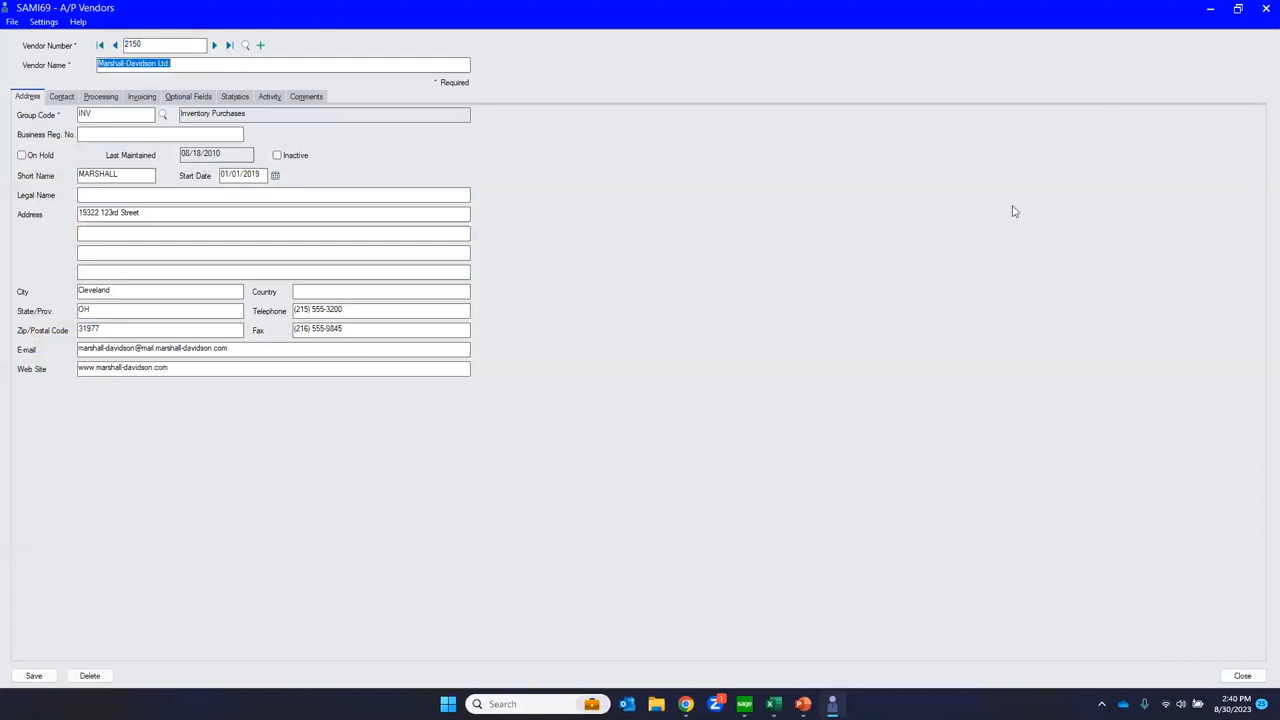 SAMI69 - A/P Vendors
File Settings Help
Vendor Number * 2150
Vendor Name * Marshall-Davidson Ltd.
* Required
Address Contact Processing Invoicing Optional Fields Statistics Activity Comments
Group Code * INV Inventory Purchases
Business Reg. No.
On Hold Last Maintained 08/18/2010 Inactive
Short Name MARSHALL Start Date 01/01/2019
Legal Name
Address 19322 123rd Street
City Cleveland Country
State/Prov. OH Telephone (215) 555-3200
Zip/Postal Code 31977 Fax (216) 555-9845
E-mail marshall-davidson@mail.marshall-davidson.com
Web Site www.marshall-davidson.com
Save Delete Close
Search sage Z 1 2:40 PM
8/30/2023 25